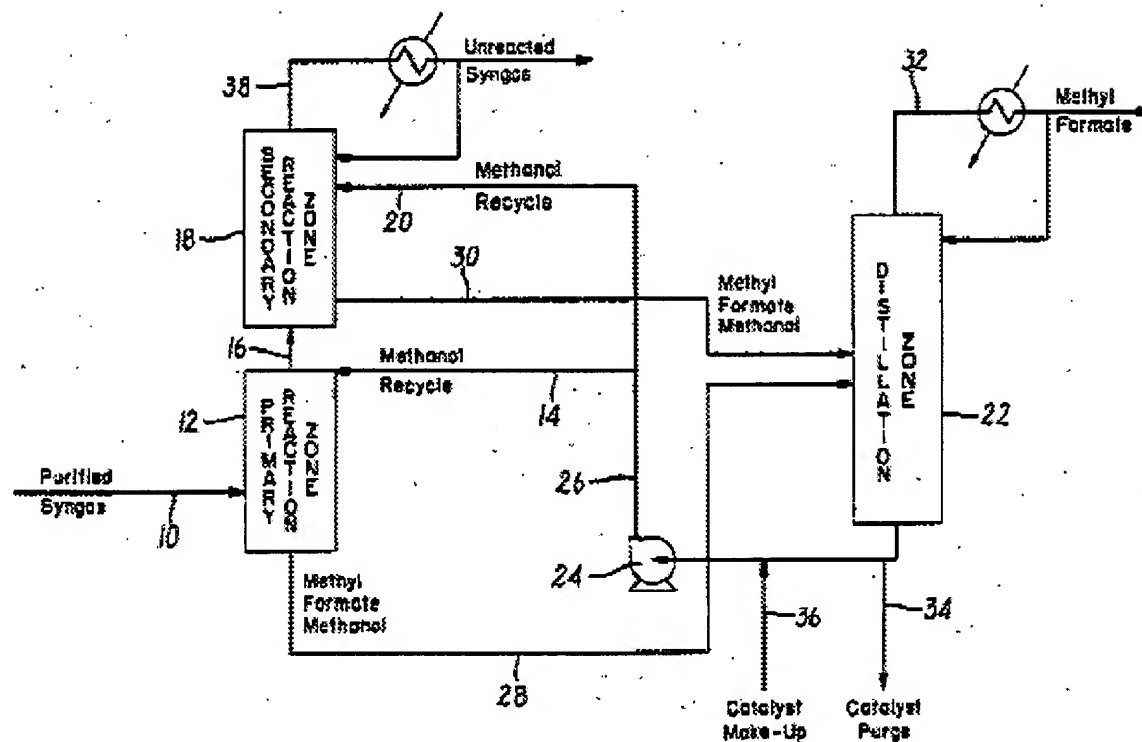 38
Unreacted
Syngas
32
Methyl
Formate
SECONDARY
REACTION
ZONE
18
Methanol
Recycle
20
30
Methyl
Formate
Methanol
DISTILLATION
ZONE
22
16
Methanol
Recycle
14
12
PRIMARY
REACTION
ZONE
Purified
Syngas
10
26
24
Methyl
Formate
Methanol
28
36
34
Catalyst
Make-Up
Catalyst
Purge